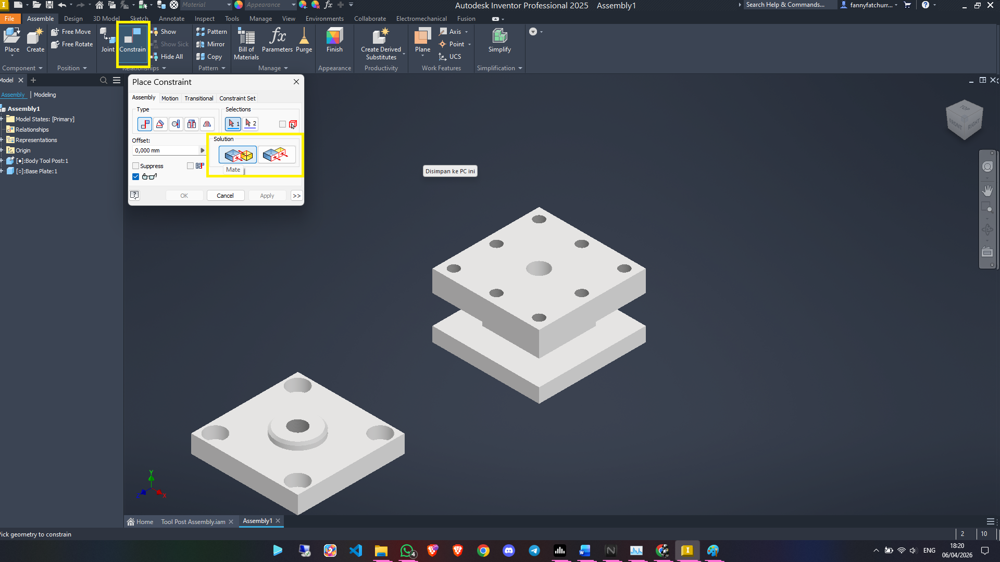 Material
Appearance
Autodesk Inventor Professional 2025 Assembly1
Search Help & Commands...
fannyfatchurr...
File
Assemble
Design
3D Model
Sketch
Annotate
Inspect
Tools
Manage
View
Environments
Collaborate
Electromechanical
Fusion
Place
Create
Free Move
Free Rotate
Joint
Constrain
Show
Show Sick
Hide All
Pattern
Mirror
Copy
Bill of
Materials
Parameters
Purge
Finish
Create Derived
Substitutes
Plane
Axis
Point
UCS
Simplify
Component
Position
Relationships
Pattern
Manage
Appearance
Productivity
Work Features
Simplification
Model
Assembly | Modeling
Assembly1
Model States: [Primary]
Relationships
Representations
Origin
[●]:Body Tool Post:1
[○]:Base Plate:1
Place Constraint
Assembly
Motion
Transitional
Constraint Set
Type
Selections
1
2
Offset:
0,000 mm
Solution
Mate
Suppress
OK
Cancel
Apply
>>
Disimpan ke PC ini
TOP
FRONT
RIGHT
Y
Z
X
Home
Tool Post Assembly.iam
Assembly1
Pick geometry to constrain
2
10
4
ENG
18:20
06/04/2026